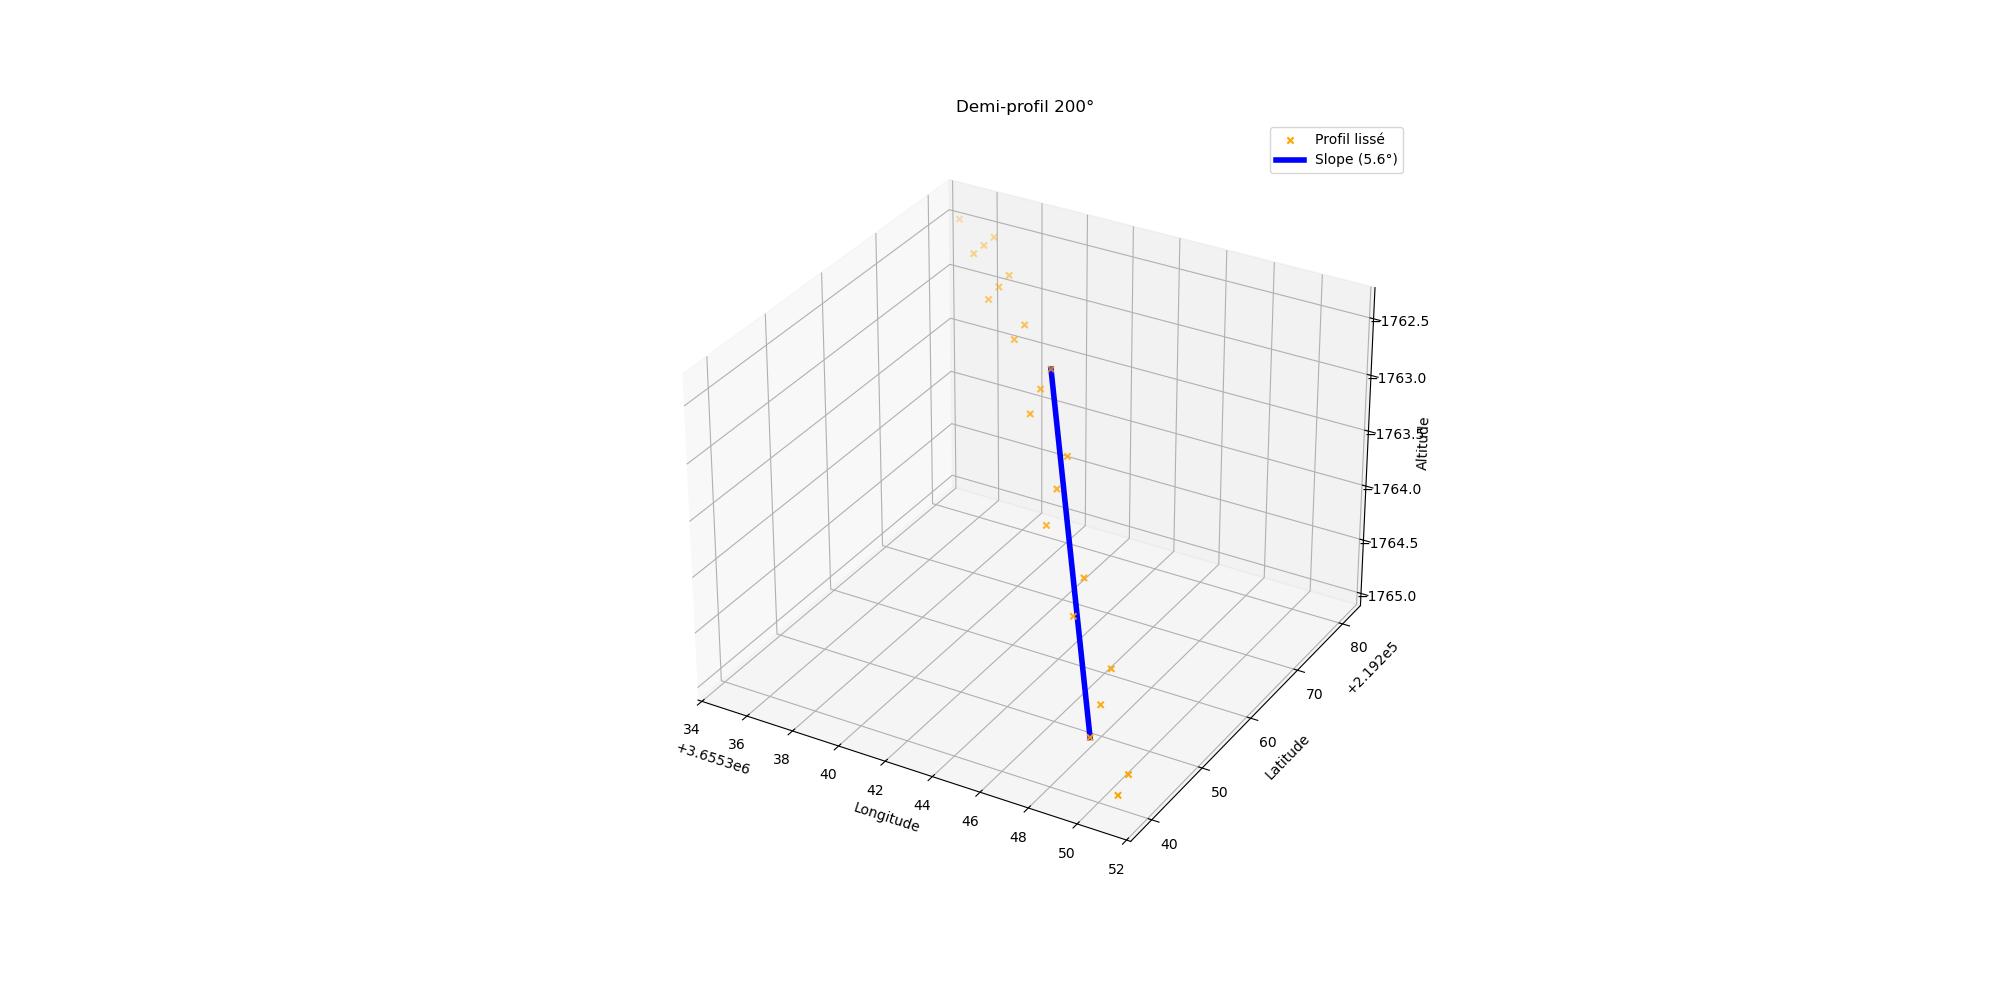 Demi-profil 200°
Profil lissé
Slope (5.6°)
−1762.5
−1763.0
−1763.5
−1764.0
−1764.5
−1765.0
Altitude
80
70
60
50
40
+2.192e5
Latitude
34
36
38
40
42
44
46
48
50
52
+3.6553e6
Longitude